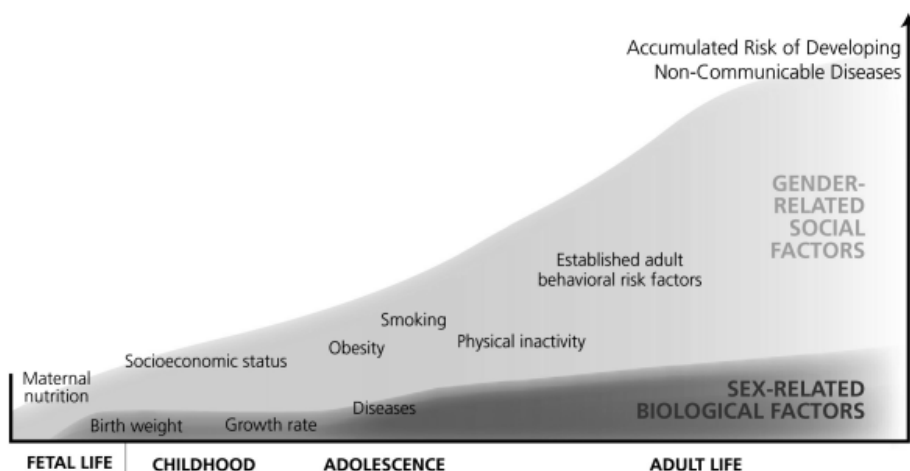 Accumulated Risk of Developing
Non-Communicable Diseases
GENDER-
RELATED
SOCIAL
FACTORS
Established adult
behavioral risk factors
Smoking
Obesity
Physical inactivity
Socioeconomic status
Maternal
nutrition
Diseases
Birth weight
Growth rate
SEX-RELATED
BIOLOGICAL FACTORS
FETAL LIFE
CHILDHOOD
ADOLESCENCE
ADULT LIFE